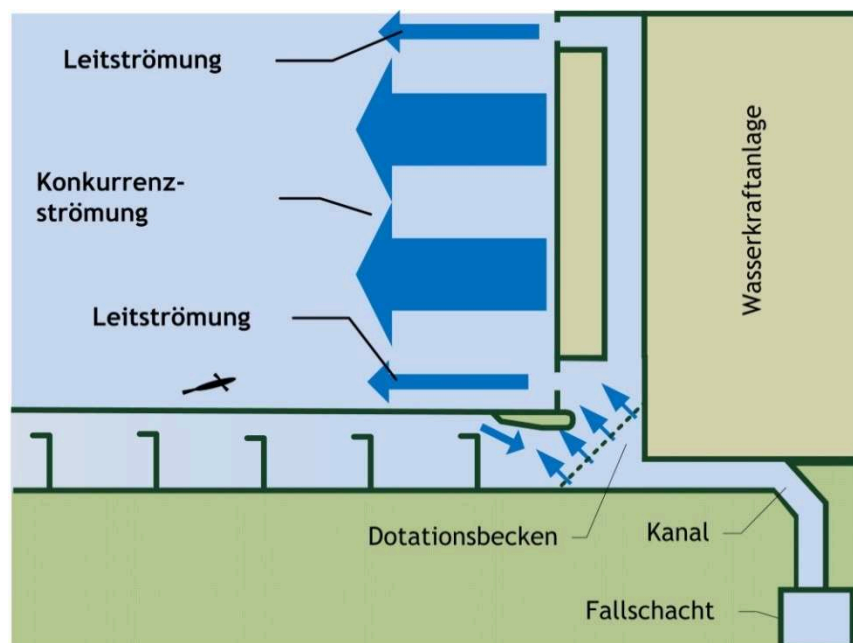 Leitströmung
Konkurrenz-
strömung
Leitströmung
Wasserkraftanlage
Dotationsbecken
Kanal
Fallschacht